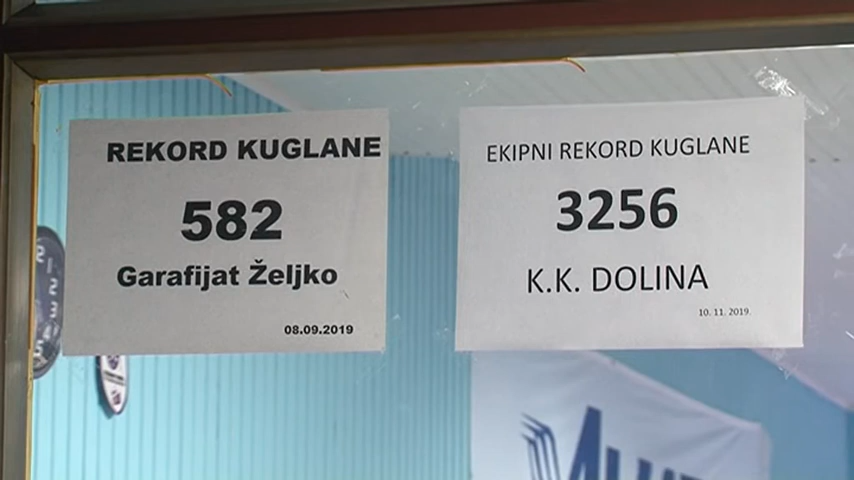 REKORD KUGLANE
582
Garafijat Željko
08.09.2019
EKIPNI REKORD KUGLANE
3256
K.K. DOLINA
10. 11. 2019.